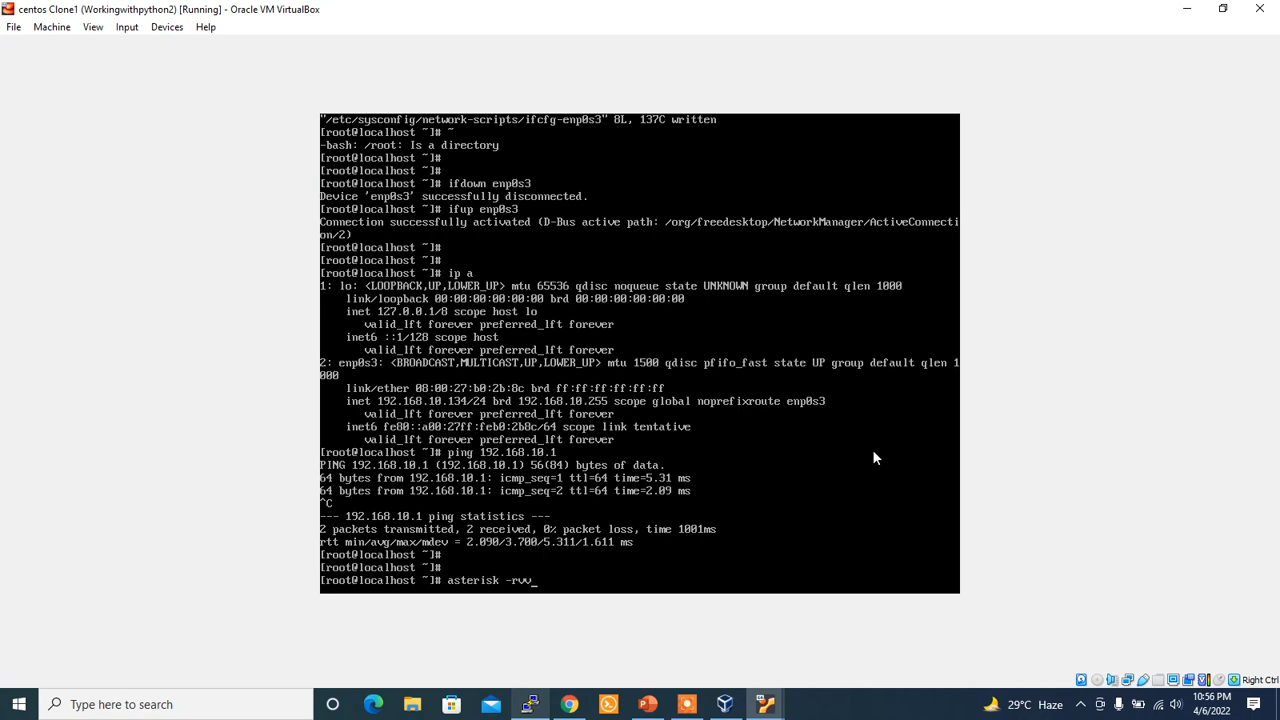 centos Clone1 (Workingwithpython2) [Running] - Oracle VM VirtualBox
File Machine View Input Devices Help
"/etc/sysconfig/network-scripts/ifcfg-enp0s3" 8L, 137C written
[root@localhost ~]# ~
-bash: /root: Is a directory
[root@localhost ~]#
[root@localhost ~]#
[root@localhost ~]# ifdown enp0s3
Device 'enp0s3' successfully disconnected.
[root@localhost ~]# ifup enp0s3
Connection successfully activated (D-Bus active path: /org/freedesktop/NetworkManager/ActiveConnecti
on/2)
[root@localhost ~]#
[root@localhost ~]#
[root@localhost ~]# ip a
1: lo: <LOOPBACK,UP,LOWER_UP> mtu 65536 qdisc noqueue state UNKNOWN group default qlen 1000
link/loopback 00:00:00:00:00:00 brd 00:00:00:00:00:00
inet 127.0.0.1/8 scope host lo
valid_lft forever preferred_lft forever
inet6 ::1/128 scope host
valid_lft forever preferred_lft forever
2: enp0s3: <BROADCAST,MULTICAST,UP,LOWER_UP> mtu 1500 qdisc pfifo_fast state UP group default qlen 1
000
link/ether 08:00:27:b0:2b:8c brd ff:ff:ff:ff:ff:ff
inet 192.168.10.134/24 brd 192.168.10.255 scope global noprefixroute enp0s3
valid_lft forever preferred_lft forever
inet6 fe80::a00:27ff:feb0:2b8c/64 scope link tentative
valid_lft forever preferred_lft forever
[root@localhost ~]# ping 192.168.10.1
PING 192.168.10.1 (192.168.10.1) 56(84) bytes of data.
64 bytes from 192.168.10.1: icmp_seq=1 ttl=64 time=5.31 ms
64 bytes from 192.168.10.1: icmp_seq=2 ttl=64 time=2.09 ms
^C
--- 192.168.10.1 ping statistics ---
2 packets transmitted, 2 received, 0% packet loss, time 1001ms
rtt min/avg/max/mdev = 2.090/3.700/5.311/1.611 ms
[root@localhost ~]#
[root@localhost ~]#
[root@localhost ~]# asterisk -rvv_
Right Ctrl
Type here to search
29°C Haze
10:56 PM
4/6/2022